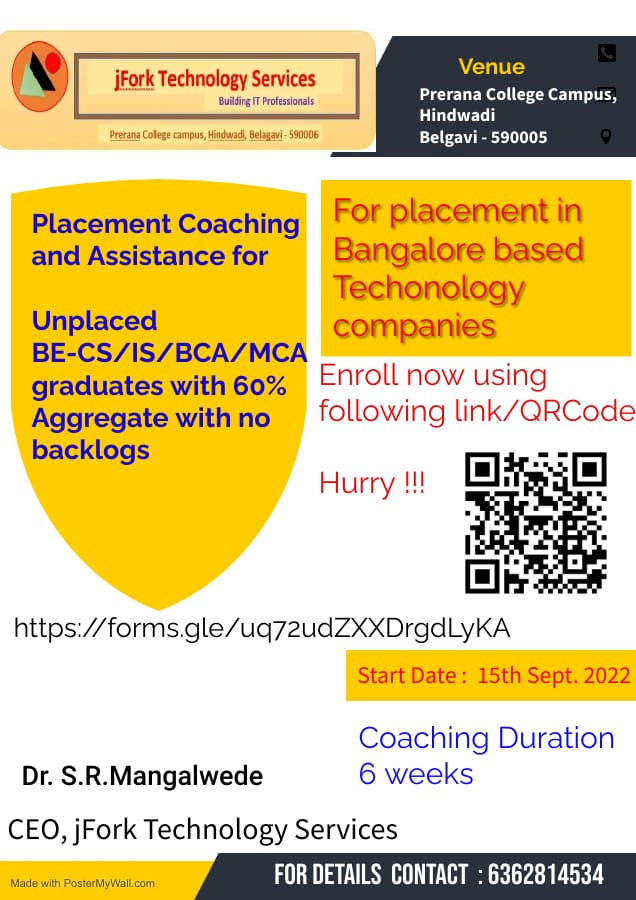 jFork Technology Services
Building IT Professionals
Prerana College campus, Hindwadi, Belagavi - 590006
Venue
Prerana College Campus,
Hindwadi
Belgavi - 590005
Placement Coaching
and Assistance for
Unplaced
BE-CS/IS/BCA/MCA
graduates with 60%
Aggregate with no
backlogs
For placement in
Bangalore based
Techonology
companies
Enroll now using
following link/QRCode
Hurry !!!
https://forms.gle/uq72udZXXDrgdLyKA
Start Date : 15th Sept. 2022
Coaching Duration
6 weeks
Dr. S.R.Mangalwede
CEO, jFork Technology Services
Made with PosterMyWall.com
FOR DETAILS CONTACT : 6362814534